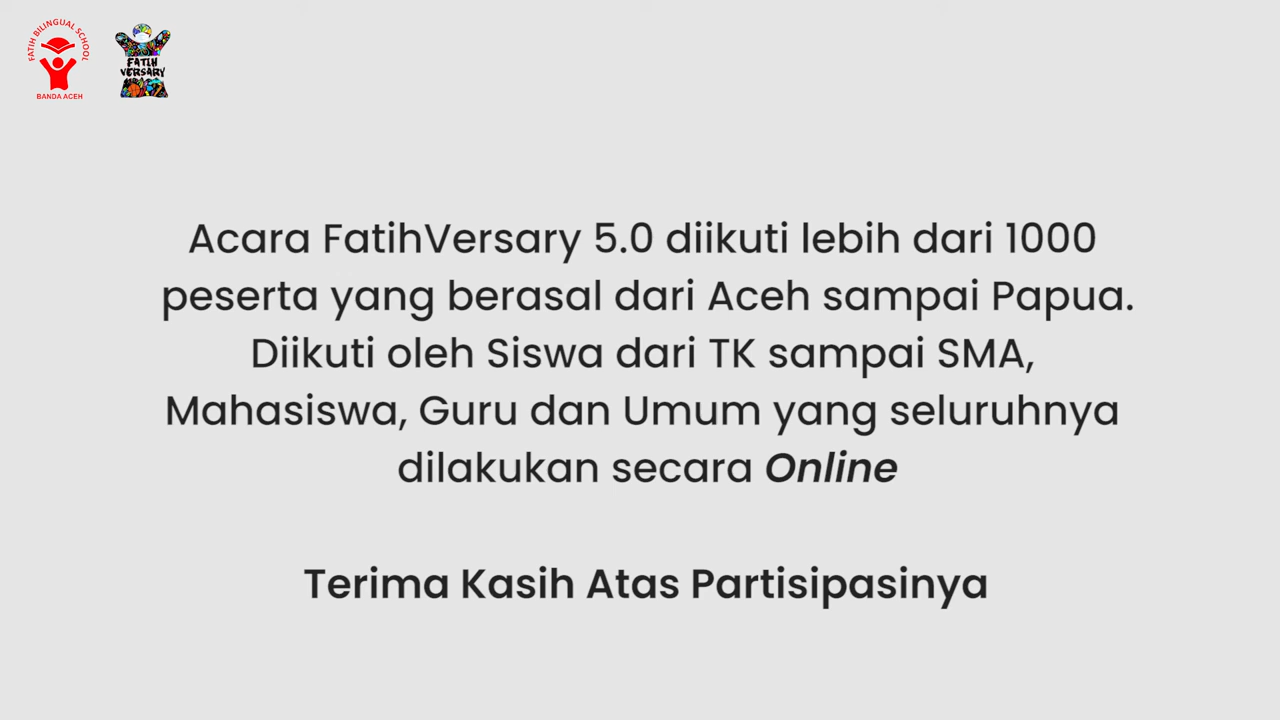 FATIH BILINGUAL SCHOOL
BANDA ACEH
FATIH
VERSARY
Acara FatihVersary 5.0 diikuti lebih dari 1000
peserta yang berasal dari Aceh sampai Papua.
Diikuti oleh Siswa dari TK sampai SMA,
Mahasiswa, Guru dan Umum yang seluruhnya
dilakukan secara Online
Terima Kasih Atas Partisipasinya